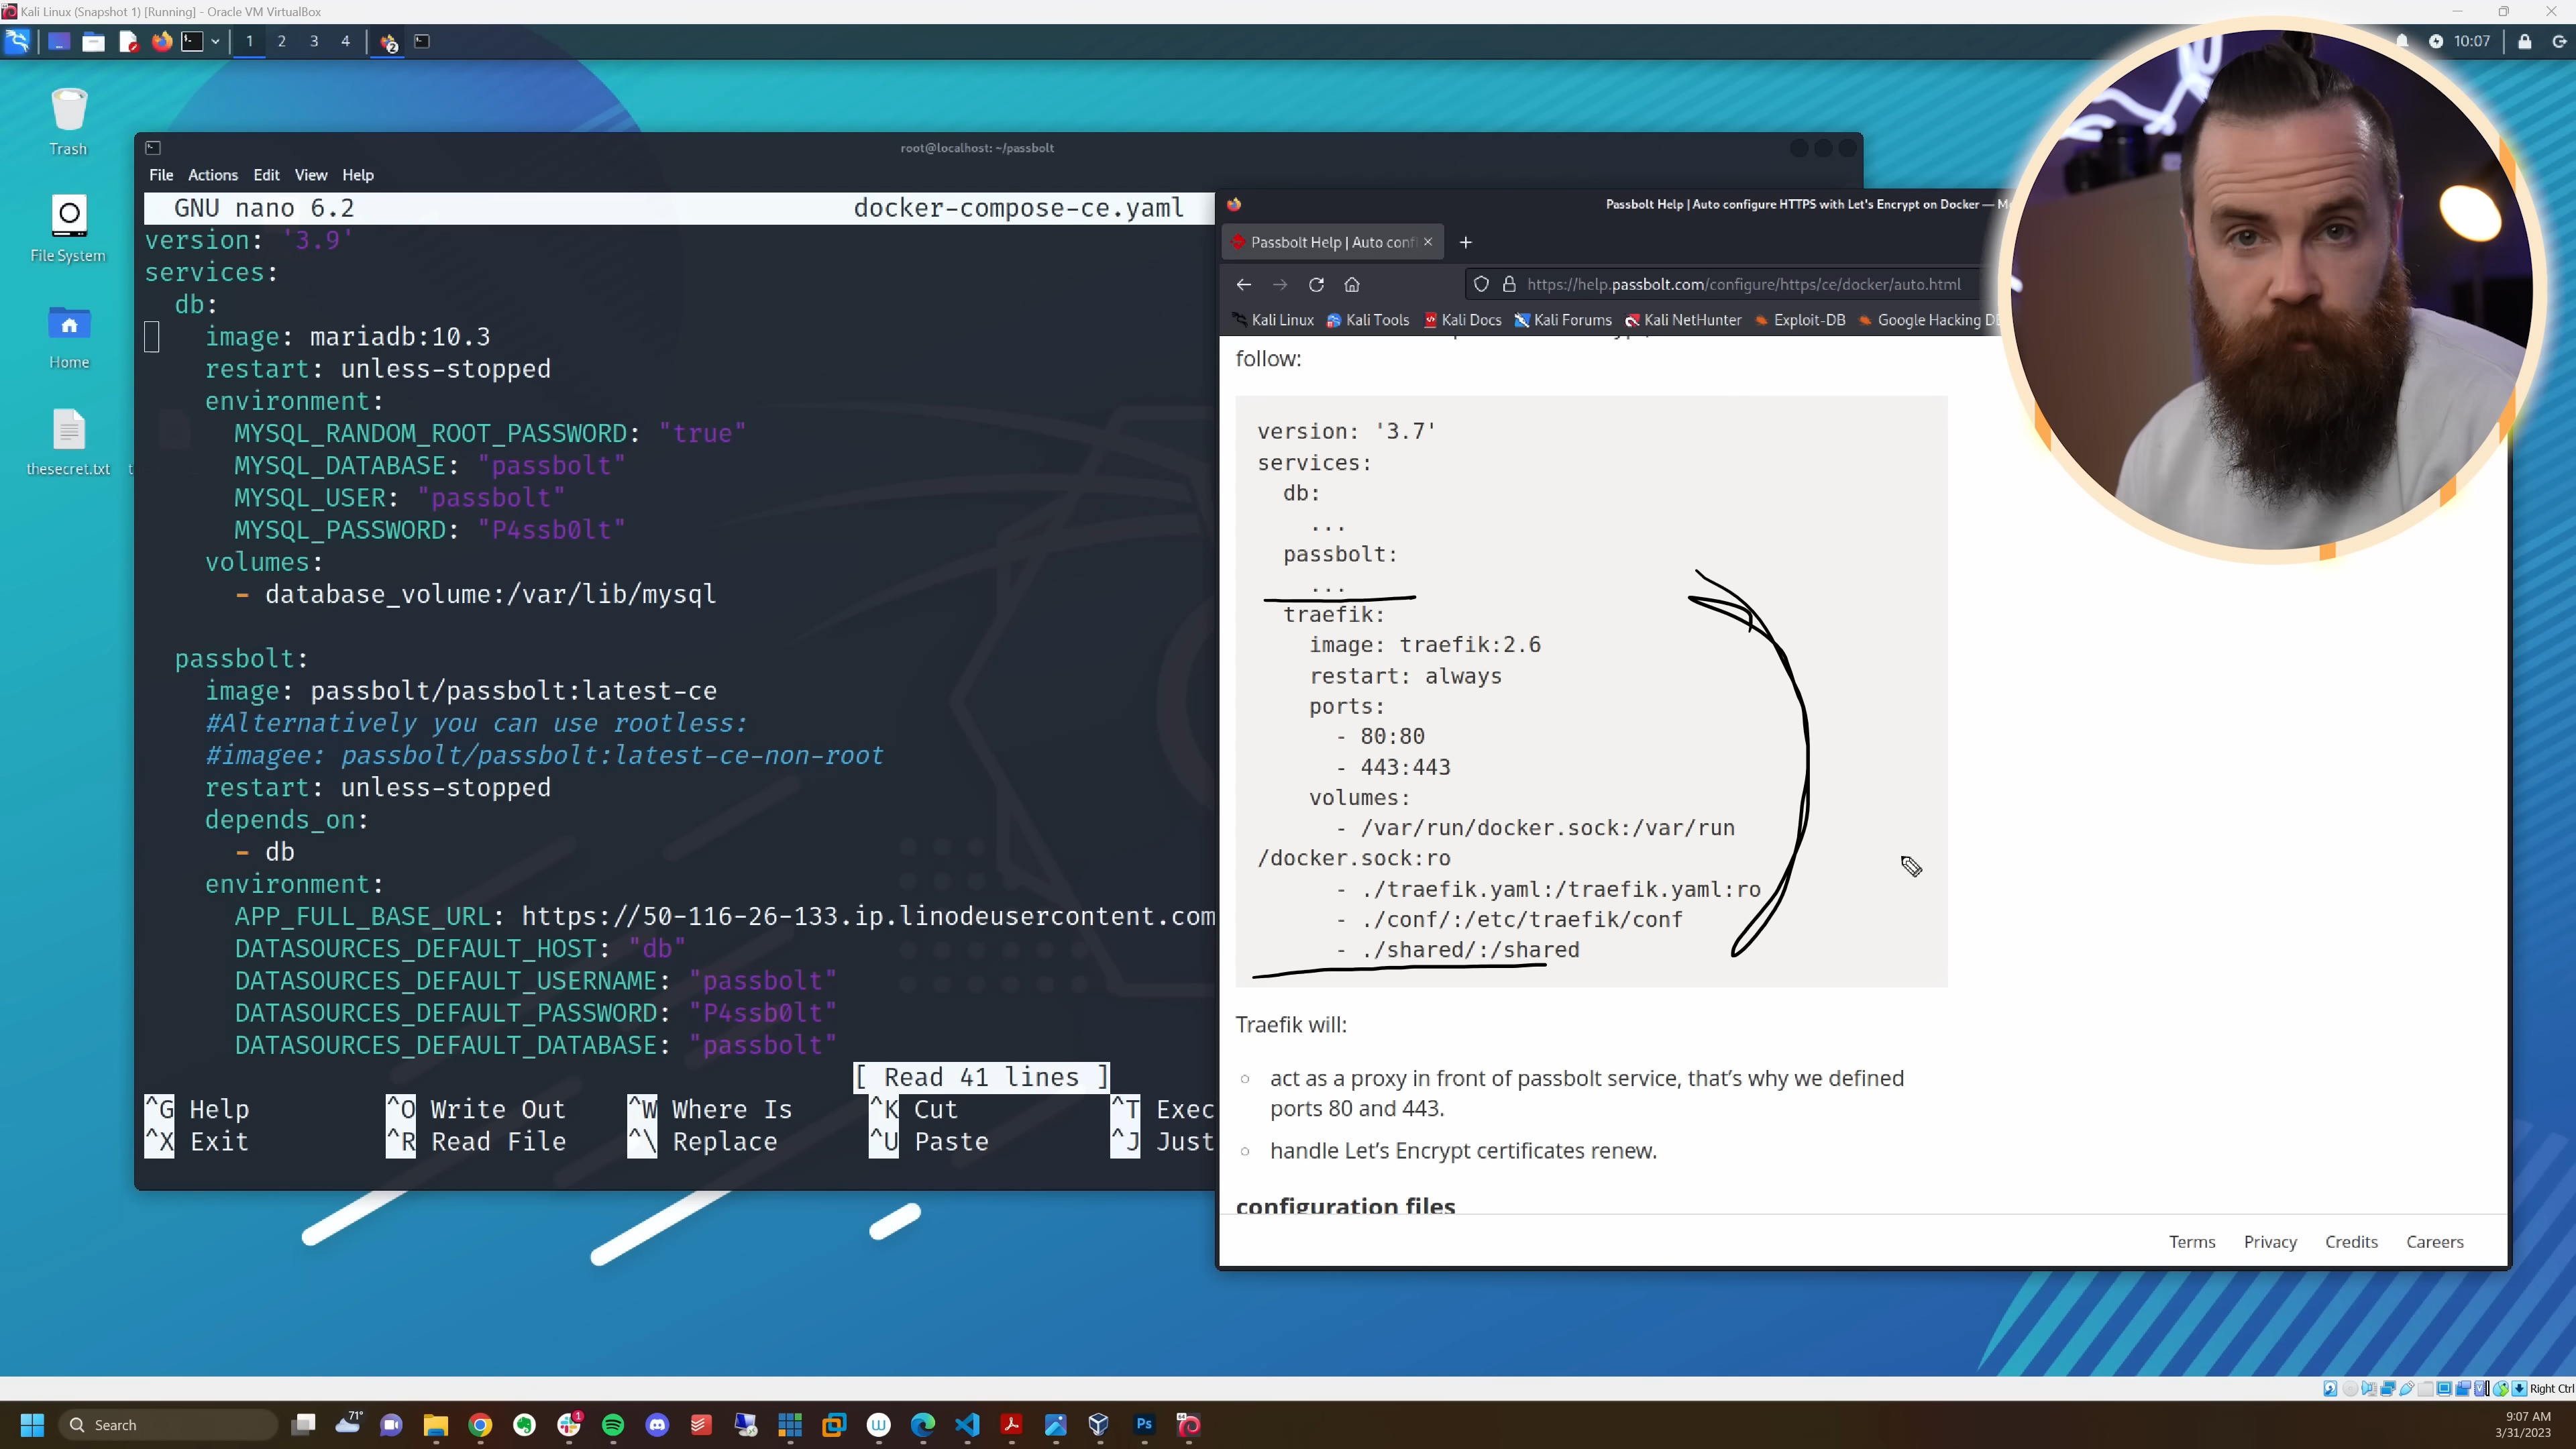 Kali Linux (Snapshot 1) [Running] - Oracle VM VirtualBox
1 2 3 4
2
10:07
Trash
File System
Home
thesecret.txt
t
root@localhost: ~/passbolt
File Actions Edit View Help
GNU nano 6.2 docker-compose-ce.yaml
version: '3.9'
services:
db:
image: mariadb:10.3
restart: unless-stopped
environment:
MYSQL_RANDOM_ROOT_PASSWORD: "true"
MYSQL_DATABASE: "passbolt"
MYSQL_USER: "passbolt"
MYSQL_PASSWORD: "P4ssb0lt"
volumes:
- database_volume:/var/lib/mysql
passbolt:
image: passbolt/passbolt:latest-ce
#Alternatively you can use rootless:
#imagee: passbolt/passbolt:latest-ce-non-root
restart: unless-stopped
depends_on:
- db
environment:
APP_FULL_BASE_URL: https://50-116-26-133.ip.linodeusercontent.com
DATASOURCES_DEFAULT_HOST: "db"
DATASOURCES_DEFAULT_USERNAME: "passbolt"
DATASOURCES_DEFAULT_PASSWORD: "P4ssb0lt"
DATASOURCES_DEFAULT_DATABASE: "passbolt"
[ Read 41 lines ]
^G Help ^O Write Out ^W Where Is ^K Cut ^T Exec
^X Exit ^R Read File ^\ Replace ^U Paste ^J Just
Passbolt Help | Auto configure HTTPS with Let's Encrypt on Docker — M
Passbolt Help | Auto conf
https://help.passbolt.com/configure/https/ce/docker/auto.html
Kali Linux Kali Tools Kali Docs Kali Forums Kali NetHunter Exploit-DB Google Hacking D
follow:
version: '3.7'
services:
db:
...
passbolt:
...
traefik:
image: traefik:2.6
restart: always
ports:
- 80:80
- 443:443
volumes:
- /var/run/docker.sock:/var/run
/docker.sock:ro
- ./traefik.yaml:/traefik.yaml:ro
- ./conf/:/etc/traefik/conf
- ./shared/:/shared
Traefik will:
act as a proxy in front of passbolt service, that's why we defined
ports 80 and 443.
handle Let's Encrypt certificates renew.
configuration files
Terms Privacy Credits Careers
Right Ctrl
Search
71°
1
Ps
9:07 AM
3/31/2023